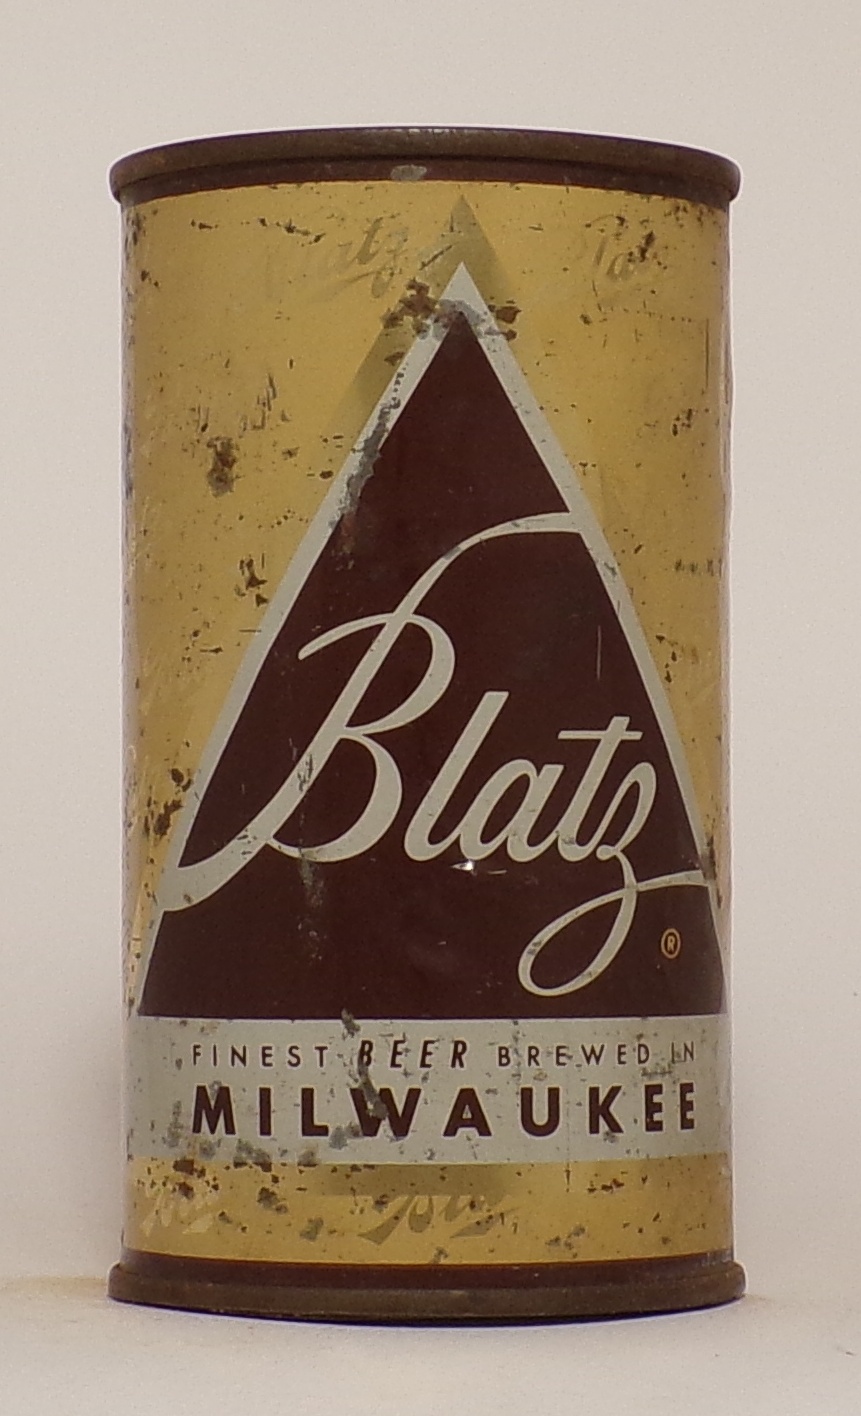 Blatz
®
FINEST BEER BREWED IN
MILWAUKEE